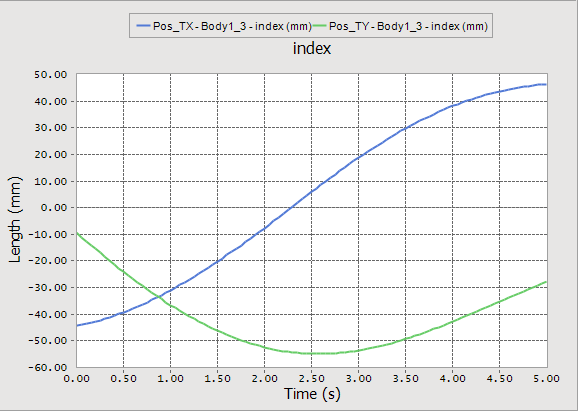 Pos_TX - Body1_3 - index (mm) Pos_TY - Body1_3 - index (mm)
index
50.00
40.00
30.00
20.00
10.00
0.00
-10.00
-20.00
-30.00
-40.00
-50.00
-60.00
Length (mm)
0.00 0.50 1.00 1.50 2.00 2.50 3.00 3.50 4.00 4.50 5.00
Time (s)